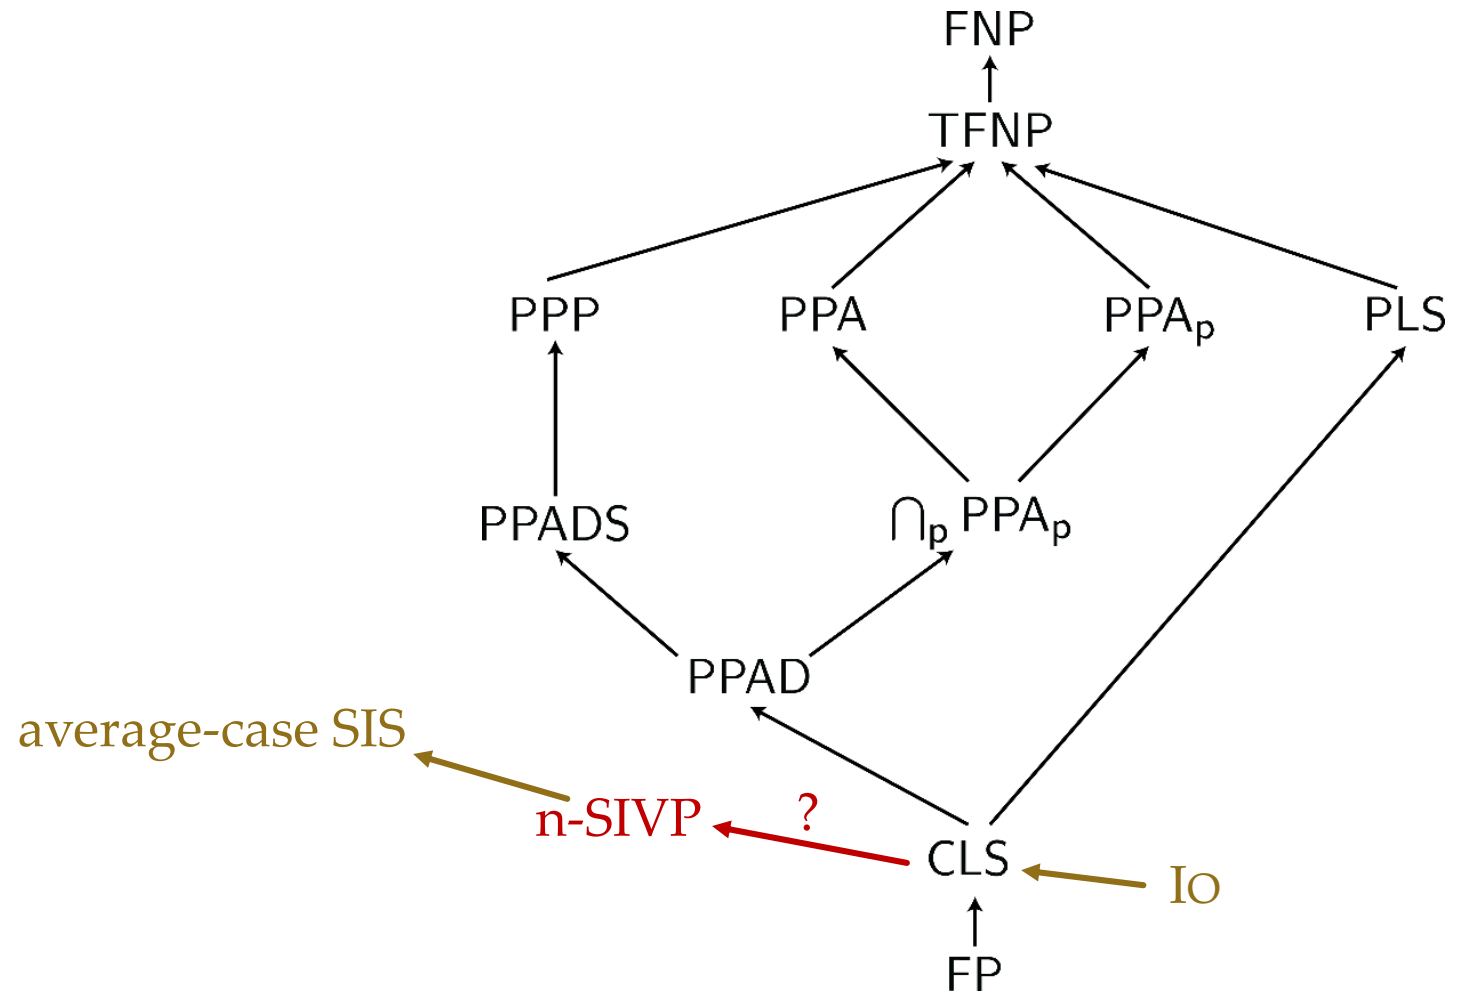 FNP
TFNP
PPP PPA PPAp PLS
PPADS ⋂p PPAp
PPAD
average-case SIS
n-SIVP ?
CLS
IO
FP